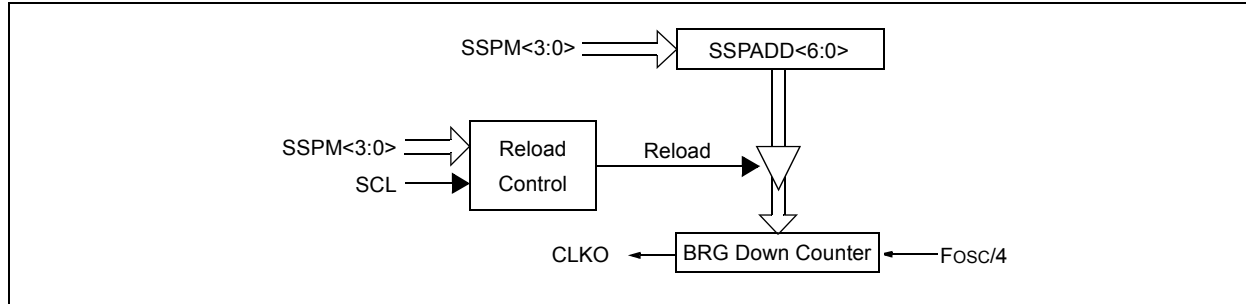 SSPM<3:0>
SSPADD<6:0>
SSPM<3:0>
SCL
Reload
Control
Reload
CLKO
BRG Down Counter
FOSC/4